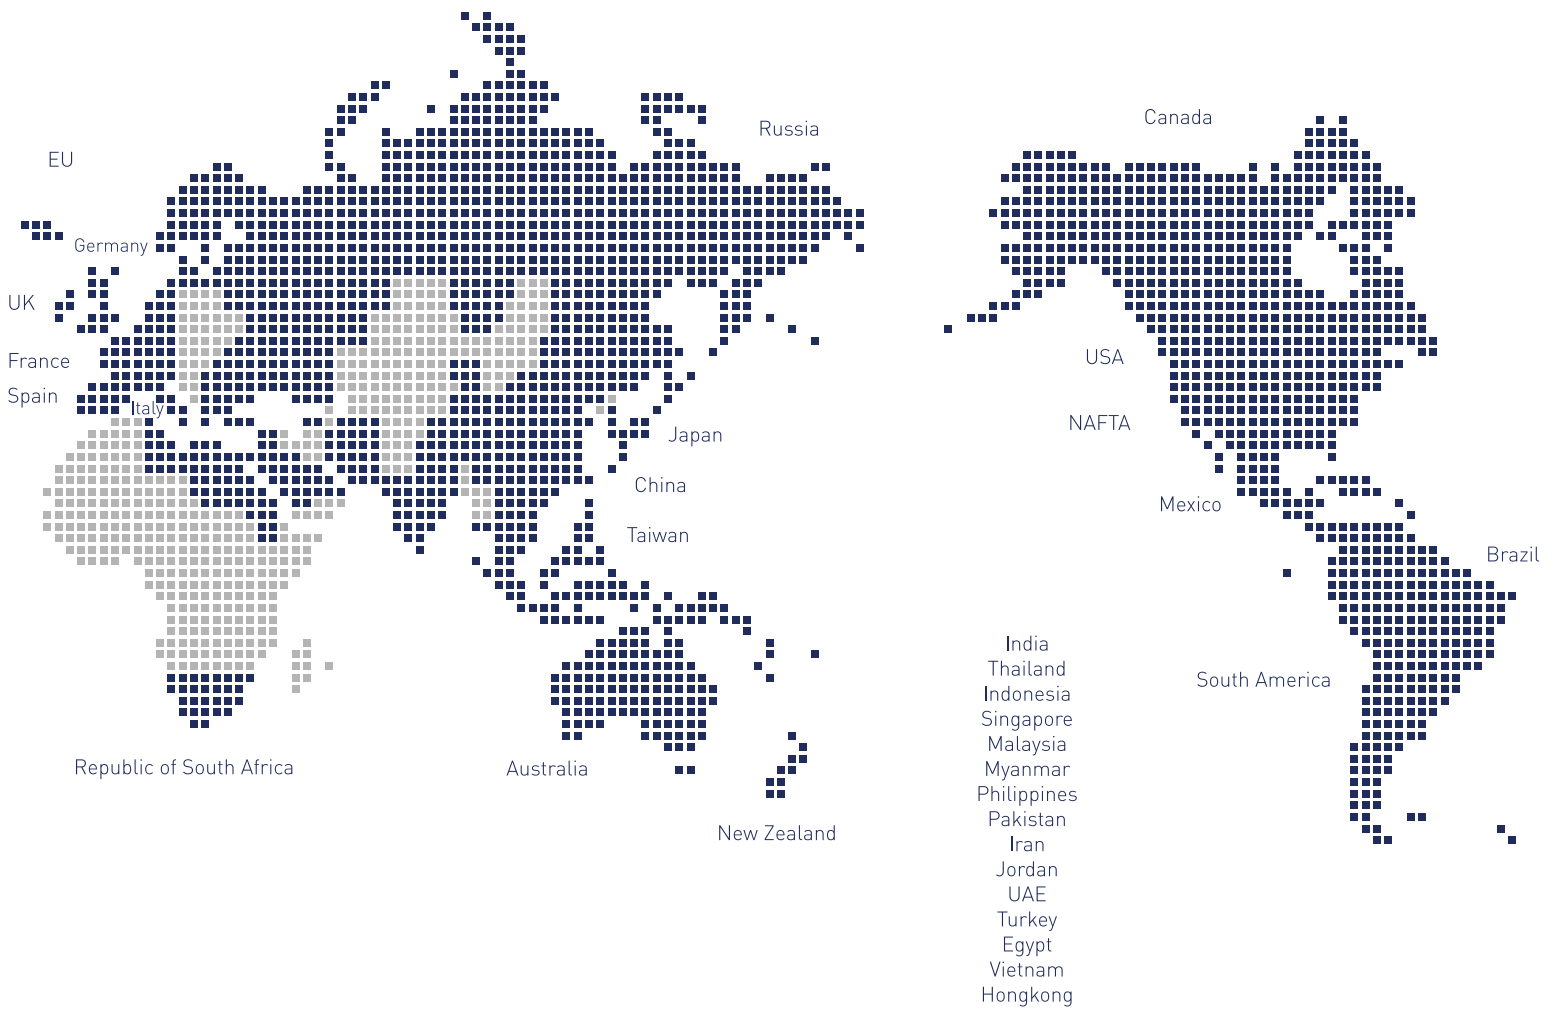 Canada
Russia
EU
Germany
UK
USA
France
Spain
Italy
NAFTA
Japan
China
Mexico
Taiwan
Brazil
India
Thailand
South America
Indonesia
Singapore
Malaysia
Republic of South Africa
Australia
Myanmar
Philippines
Pakistan
New Zealand
Iran
Jordan
UAE
Turkey
Egypt
Vietnam
Hongkong